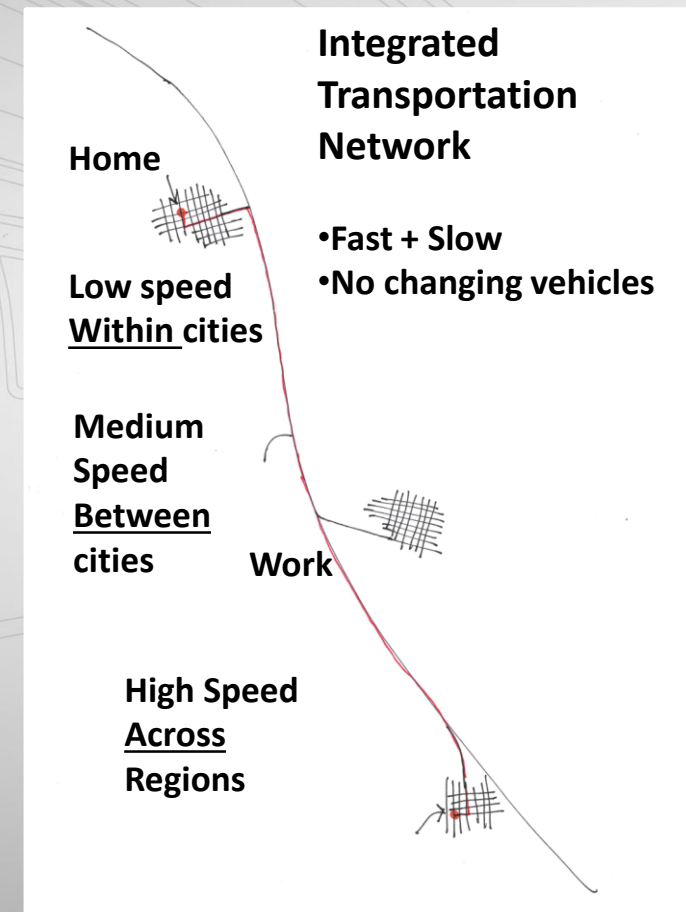 Integrated
Transportation
Network
Home
•Fast + Slow
•No changing vehicles
Low speed
Within cities
Medium
Speed
Between
cities
Work
High Speed
Across
Regions